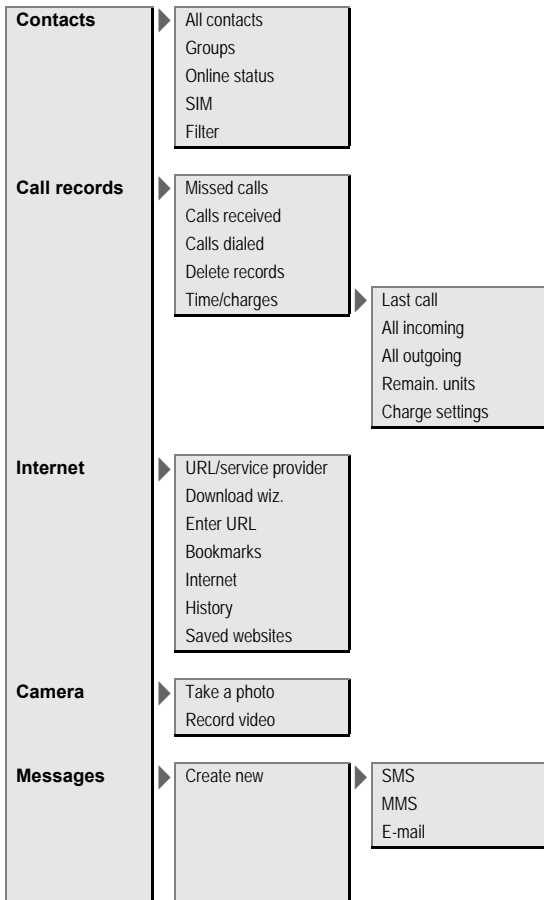 Contacts
All contacts
Groups
Online status
SIM
Filter
Call records
Missed calls
Calls received
Calls dialed
Delete records
Time/charges
Last call
All incoming
All outgoing
Remain. units
Charge settings
Internet
URL/service provider
Download wiz.
Enter URL
Bookmarks
Internet
History
Saved websites
Camera
Take a photo
Record video
Messages
Create new
SMS
MMS
E-mail